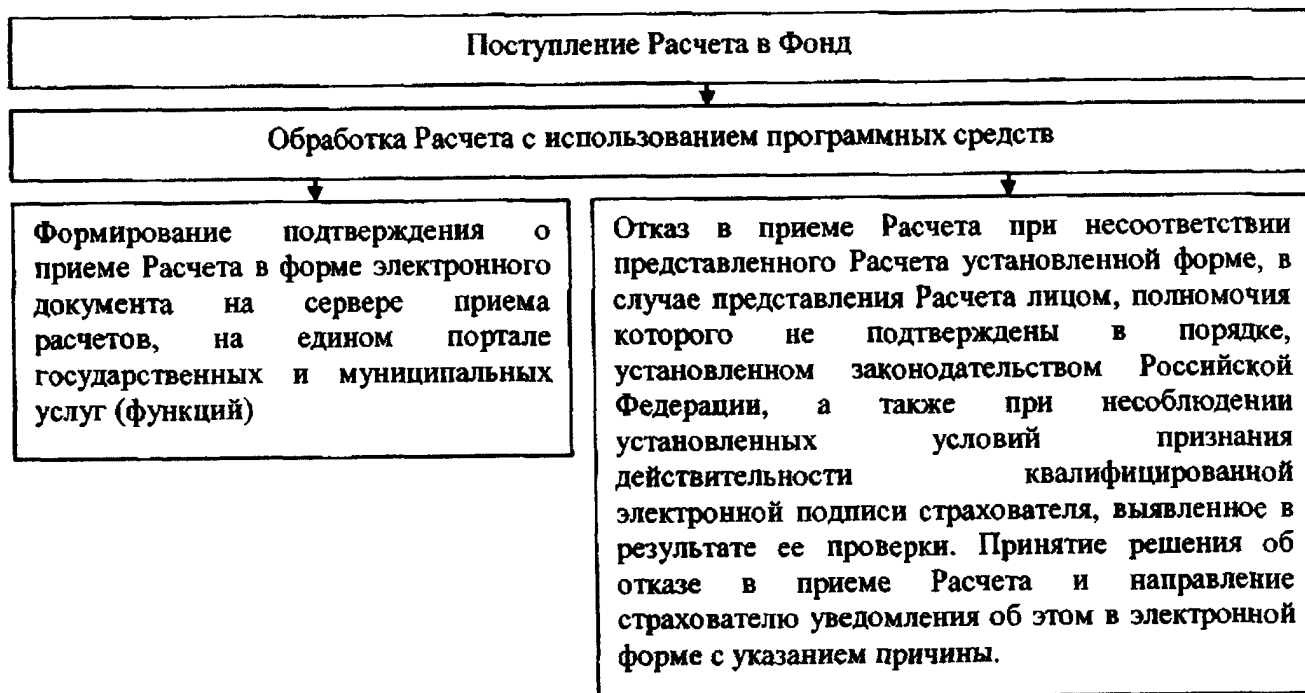 Поступление Расчета в Фонд
Обработка Расчета с использованием программных средств
Формирование подтверждения о
приеме Расчета в форме электронного
документа на сервере приема
расчетов, на едином портале
государственных и муниципальных
услуг (функций)
Отказ в приеме Расчета при несоответствии
представленного Расчета установленной форме, в
случае представления Расчета лицом, полномочия
которого не подтверждены в порядке,
установленном законодательством Российской
Федерации, а также при несоблюдении
установленных условий признания
действительности квалифицированной
электронной подписи страхователя, выявленное в
результате ее проверки. Принятие решения об
отказе в приеме Расчета и направление
страхователю уведомления об этом в электронной
форме с указанием причины.